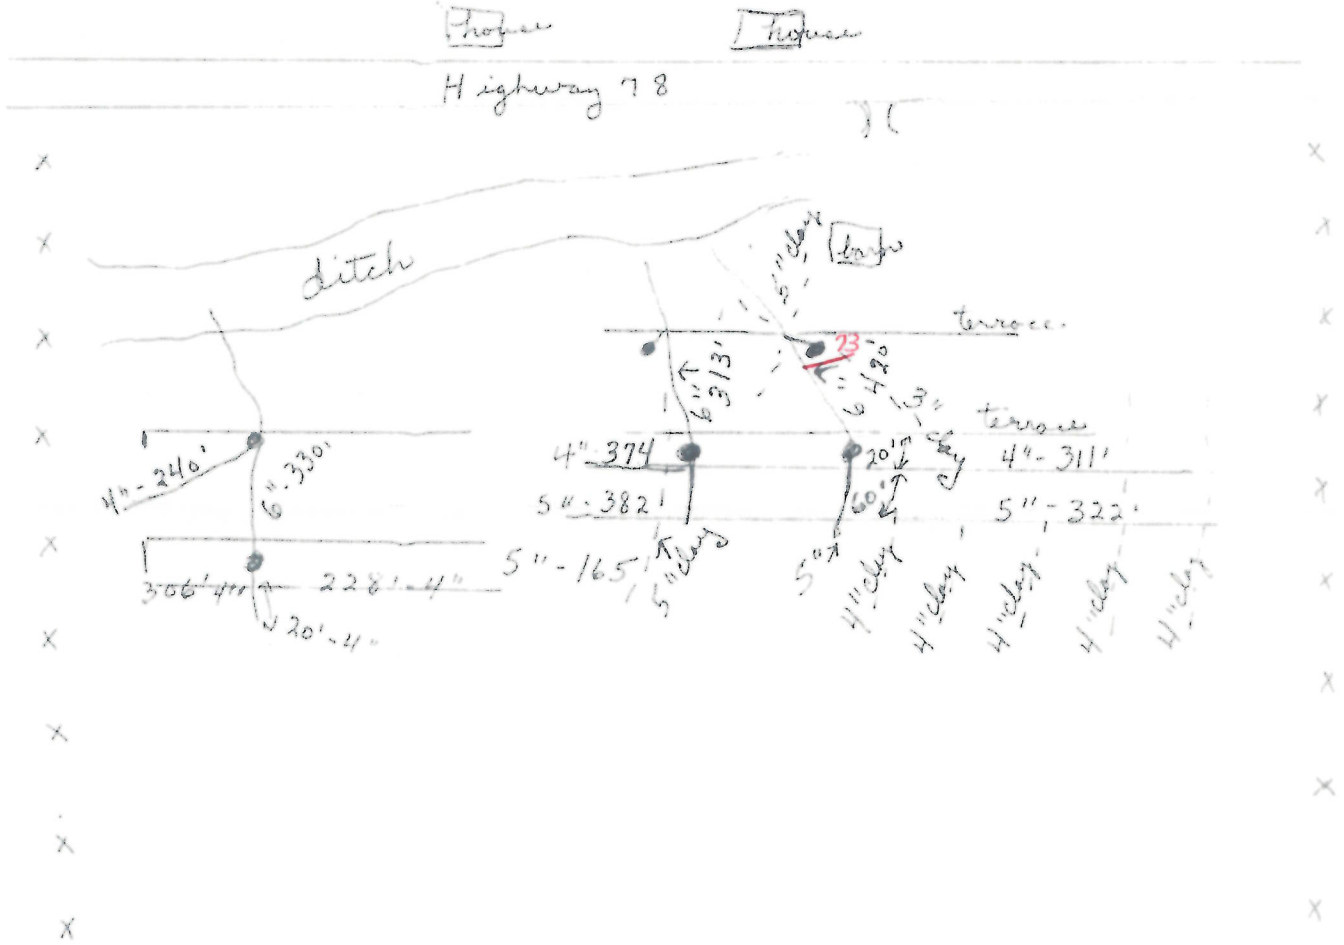 house
house
Highway 78
ditch
5" clay
barn
terrace
73
6" 313'
6" 420'
3" clay
terrace
4"-240'
6"-330'
4"-374
20'
4"-311'
5"-382'
60'
5"-322'
5"-165'
5" clay
5"
4" clay
4" clay
4" clay
4" clay
4" clay
306'4"
228'-4"
20'-4"